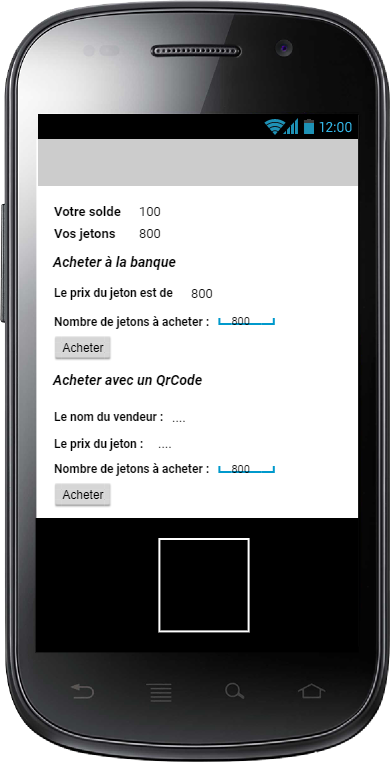 12:00
Votre solde 100
Vos jetons 800
Acheter à la banque
Le prix du jeton est de 800
Nombre de jetons à acheter : 800
Acheter
Acheter avec un QrCode
Le nom du vendeur : ....
Le prix du jeton : ....
Nombre de jetons à acheter : 800
Acheter